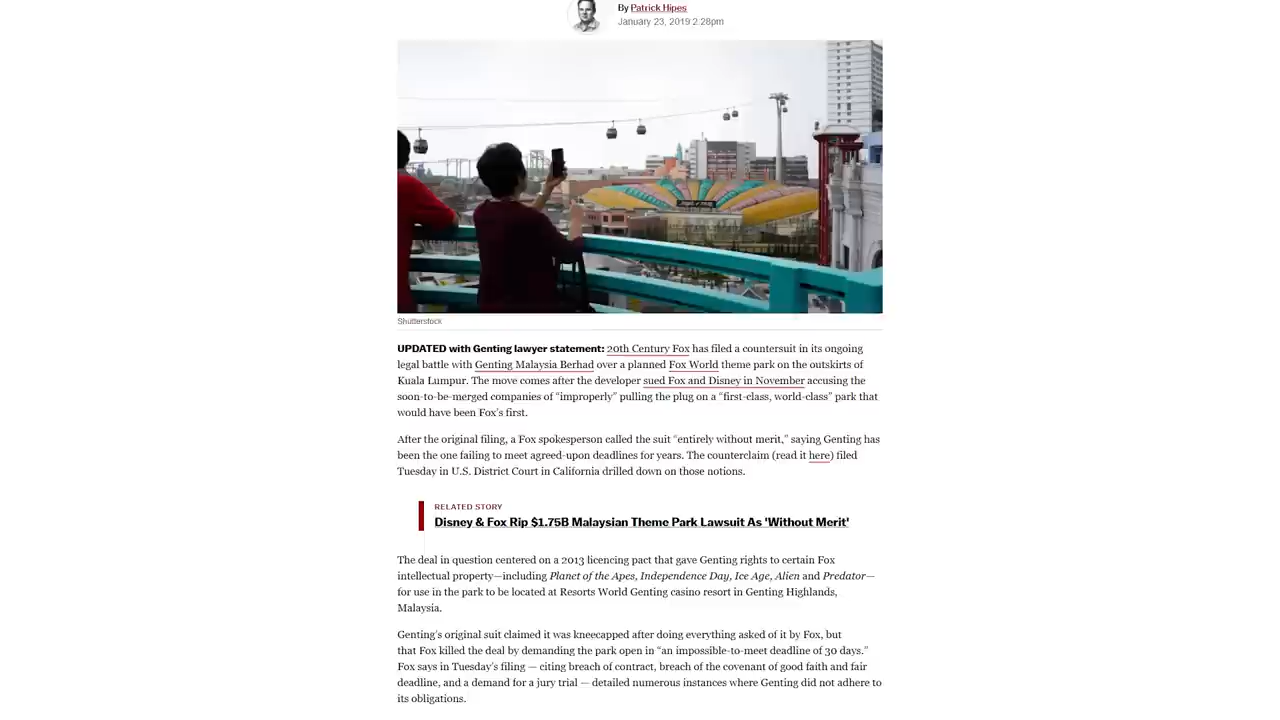 By Patrick Hipes
January 23, 2019 2:28pm
Shutterstock
UPDATED with Genting lawyer statement: 20th Century Fox has filed a countersuit in its ongoing
legal battle with Genting Malaysia Berhad over a planned Fox World theme park on the outskirts of
Kuala Lumpur. The move comes after the developer sued Fox and Disney in November accusing the
soon-to-be-merged companies of “improperly” pulling the plug on a “first-class, world-class” park that
would have been Fox’s first.
After the original filing, a Fox spokesperson called the suit “entirely without merit,” saying Genting has
been the one failing to meet agreed-upon deadlines for years. The counterclaim (read it here) filed
Tuesday in U.S. District Court in California drilled down on those notions.
RELATED STORY
Disney & Fox Rip $1.75B Malaysian Theme Park Lawsuit As 'Without Merit'
The deal in question centered on a 2013 licencing pact that gave Genting rights to certain Fox
intellectual property—including Planet of the Apes, Independence Day, Ice Age, Alien and Predator—
for use in the park to be located at Resorts World Genting casino resort in Genting Highlands,
Malaysia.
Genting’s original suit claimed it was kneecapped after doing everything asked of it by Fox, but
that Fox killed the deal by demanding the park open in “an impossible-to-meet deadline of 30 days.”
Fox says in Tuesday’s filing — citing breach of contract, breach of the covenant of good faith and fair
deadline, and a demand for a jury trial — detailed numerous instances where Genting did not adhere to
its obligations.